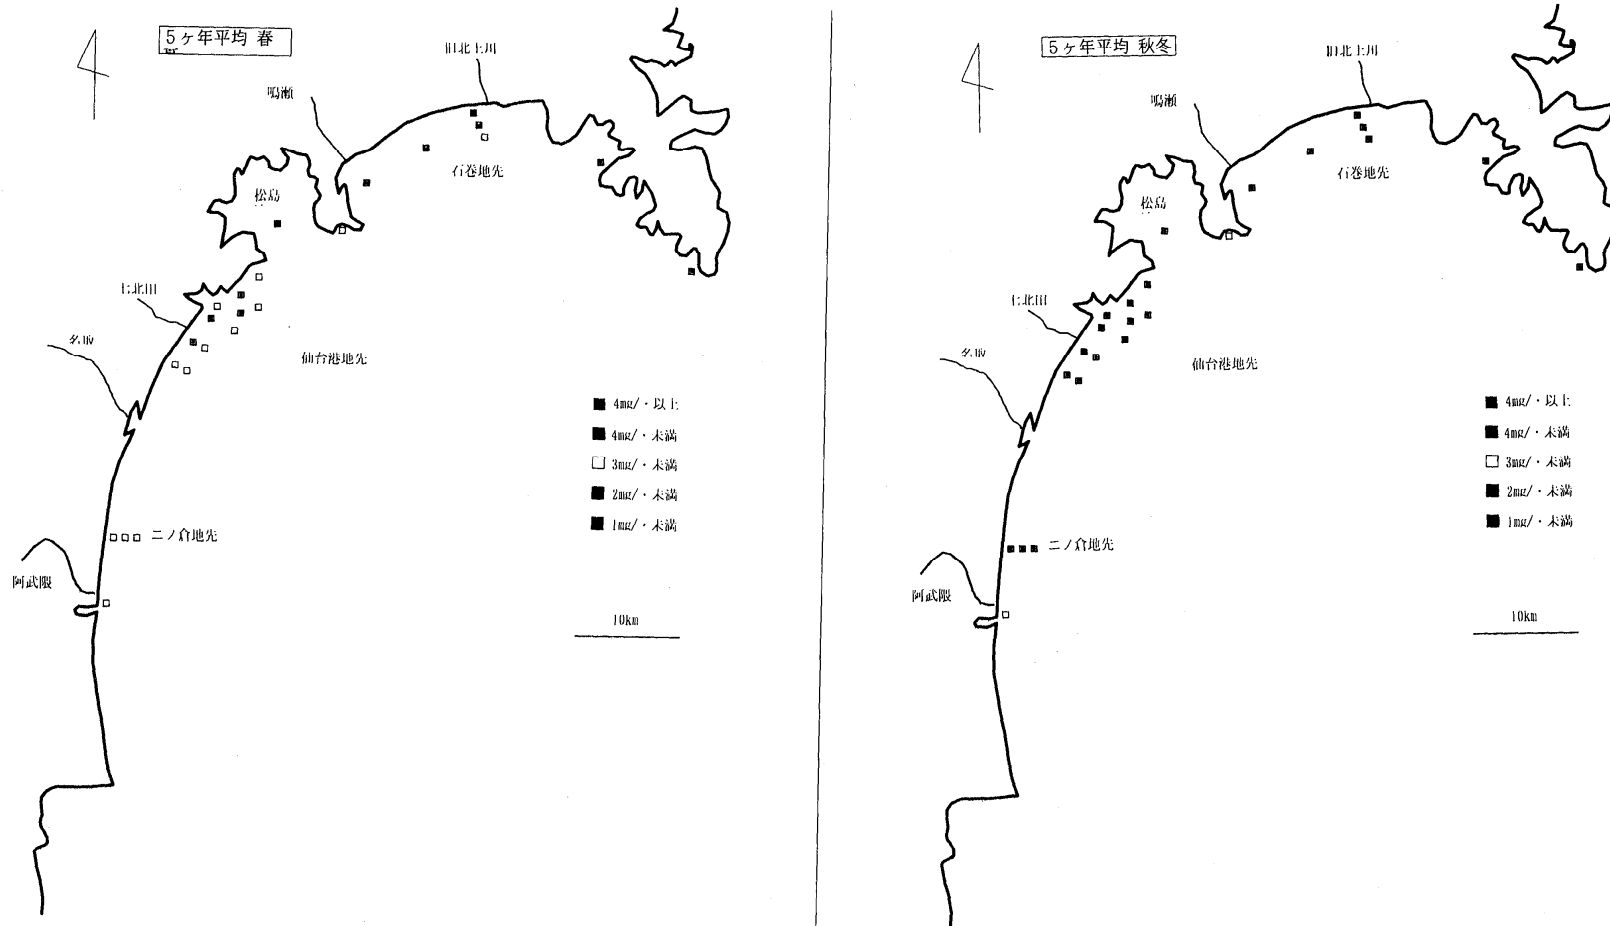 5ヶ年平均 春
旧北上川
鳴瀬
石巻地先
松島
七北田
名取
仙台港地先
4mg/・以上
4mg/・未満
3mg/・未満
2mg/・未満
1mg/・未満
二ノ倉地先
阿武隈
10km
5ヶ年平均 秋冬
旧北上川
鳴瀬
石巻地先
松島
七北田
名取
仙台港地先
4mg/・以上
4mg/・未満
3mg/・未満
2mg/・未満
1mg/・未満
二ノ倉地先
阿武隈
10km